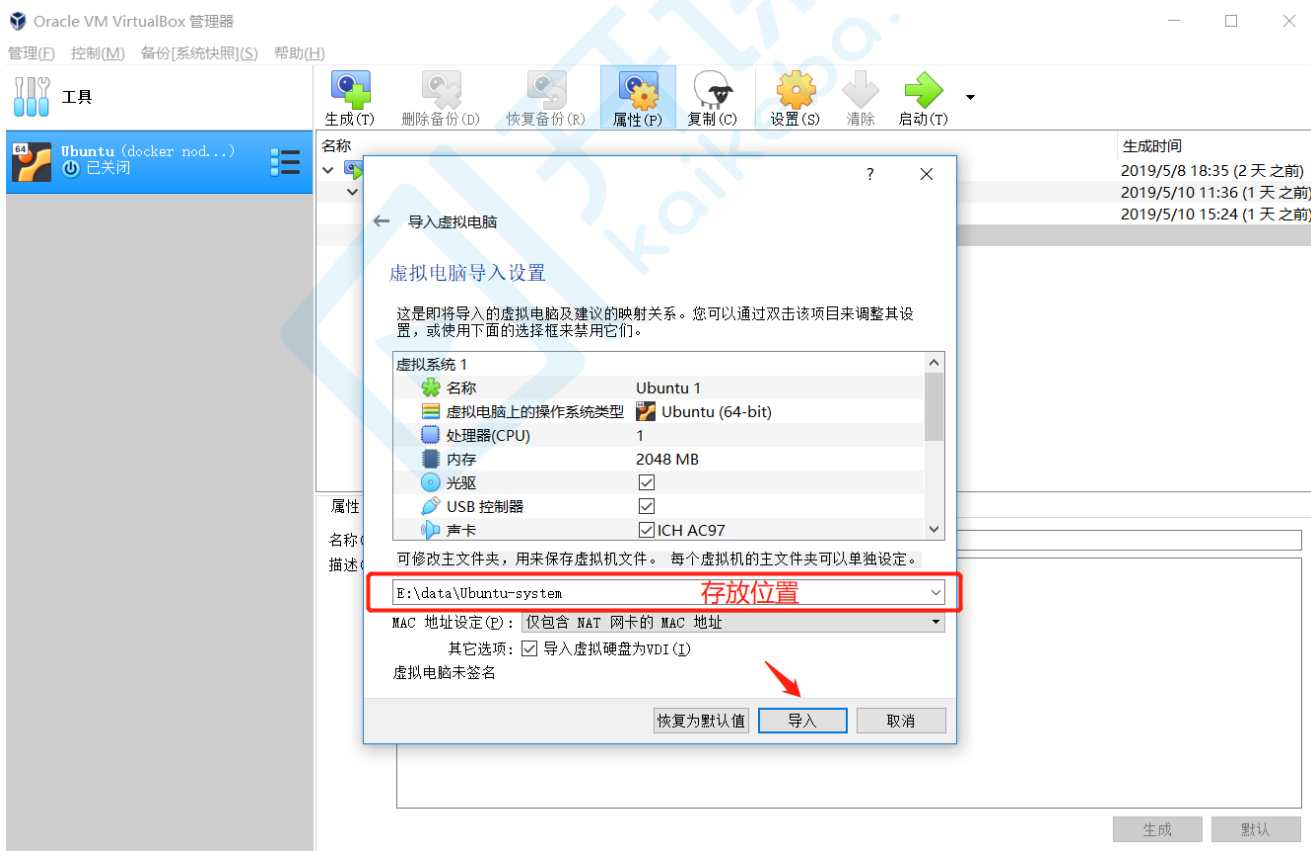 Oracle VM VirtualBox 管理器
管理(F) 控制(M) 备份[系统快照](S) 帮助(H)
工具
生成(T) 删除备份(D) 恢复备份(R) 属性(P) 复制(C) 设置(S) 清除 启动(T)
64
Ubuntu (docker nod...)
已关闭
名称 生成时间
2019/5/8 18:35 (2 天 之前)
2019/5/10 11:36 (1 天 之前)
2019/5/10 15:24 (1 天 之前)
?
导入虚拟电脑
虚拟电脑导入设置
这是即将导入的虚拟电脑及建议的映射关系。您可以通过双击该项目来调整其设
置，或使用下面的选择框来禁用它们。
虚拟系统 1
名称 Ubuntu 1
虚拟电脑上的操作系统类型 Ubuntu (64-bit)
处理器(CPU) 1
内存 2048 MB
光驱
USB 控制器
声卡 ICH AC97
属性
名称(
描述(
可修改主文件夹，用来保存虚拟机文件。 每个虚拟机的主文件夹可以单独设定。
E:\data\Ubuntu-system 存放位置
MAC 地址设定(P): 仅包含 NAT 网卡的 MAC 地址
其它选项: 导入虚拟硬盘为VDI(I)
虚拟电脑未签名
恢复为默认值 导入 取消
生成 默认
kaikeba.